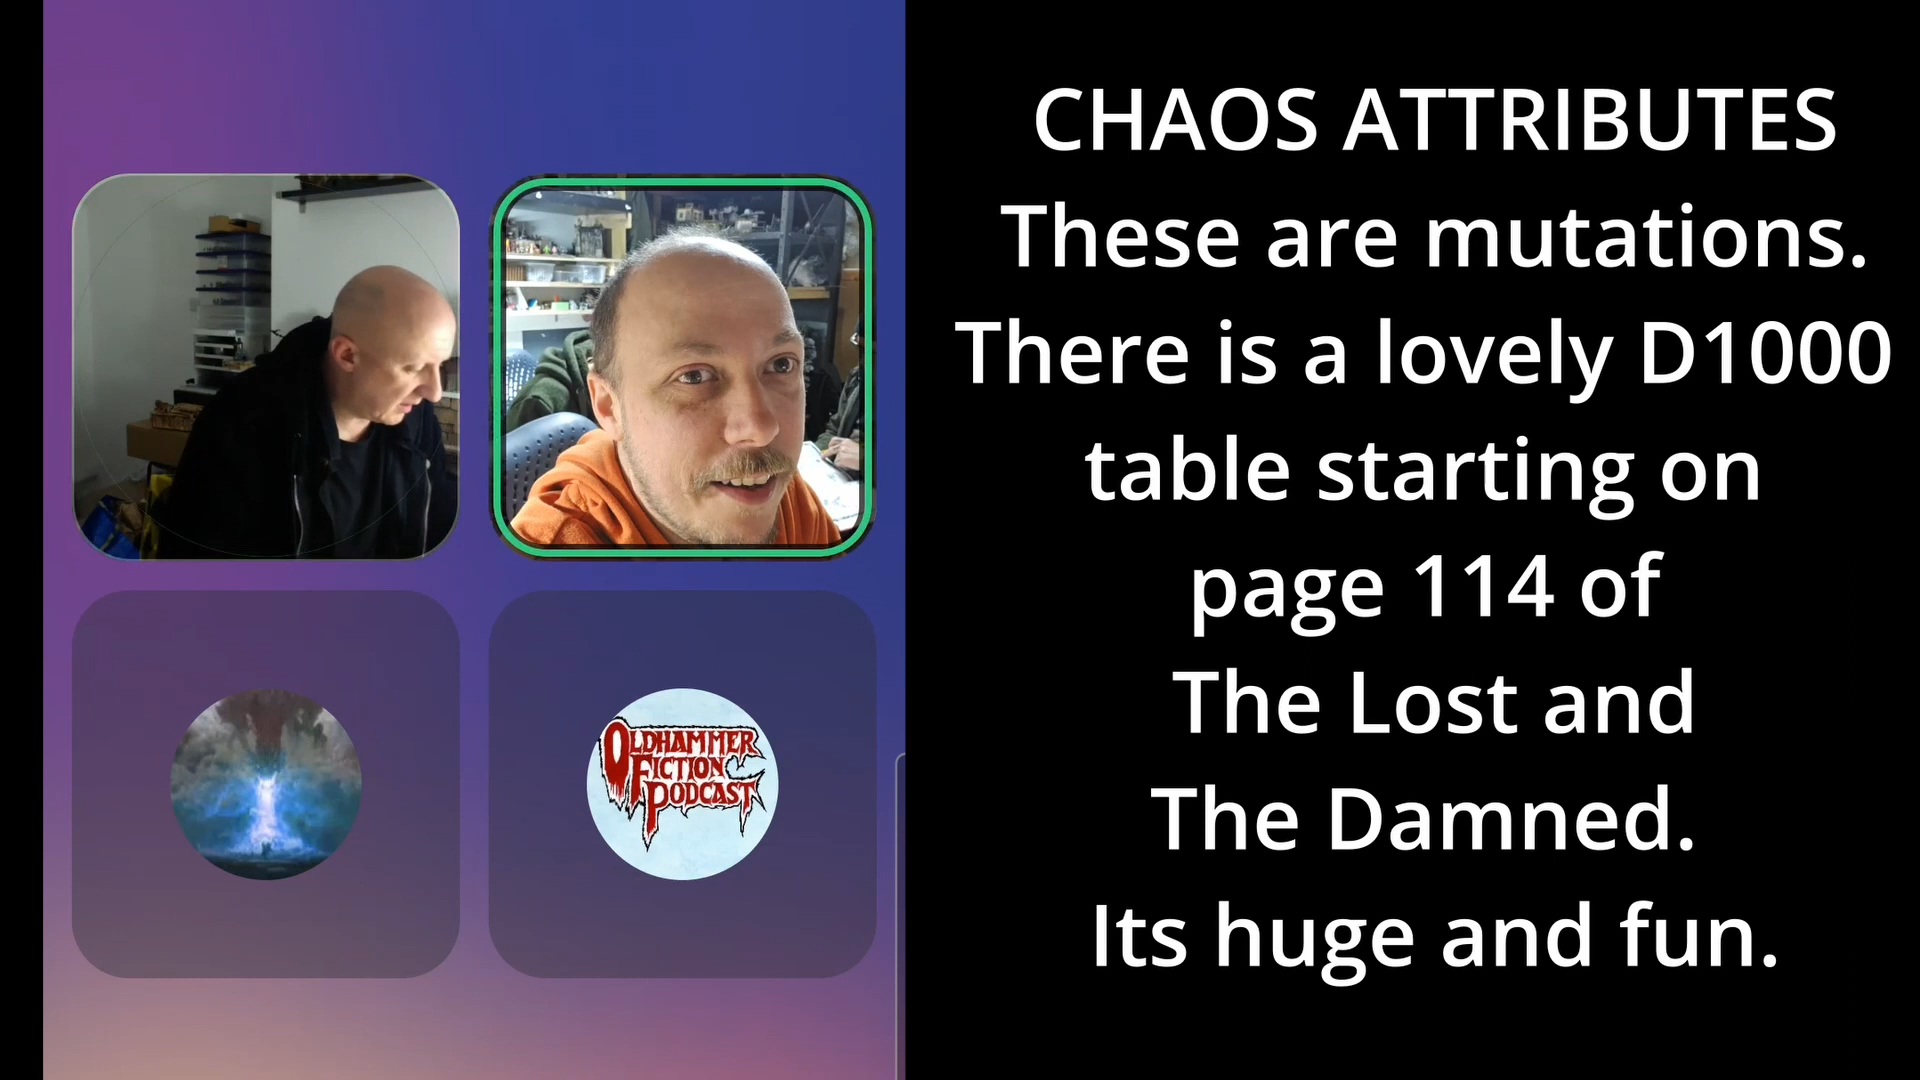 CHAOS ATTRIBUTES
These are mutations.
There is a lovely D1000
table starting on
page 114 of
The Lost and
The Damned.
Its huge and fun.
OLDHAMMER
FICTION
PODCAST